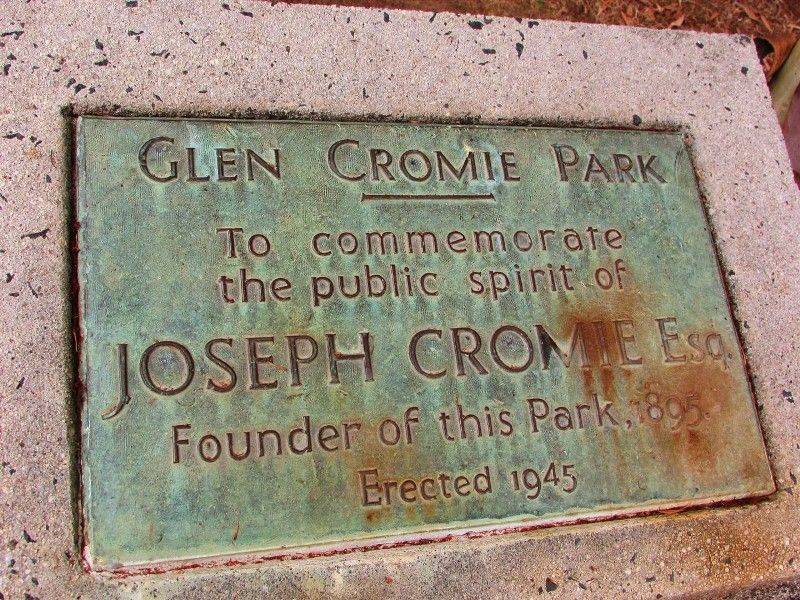 GLEN CROMIE PARK
To commemorate
the public spirit of
JOSEPH CROMIE Esq.
Founder of this Park, 1895.
Erected 1945